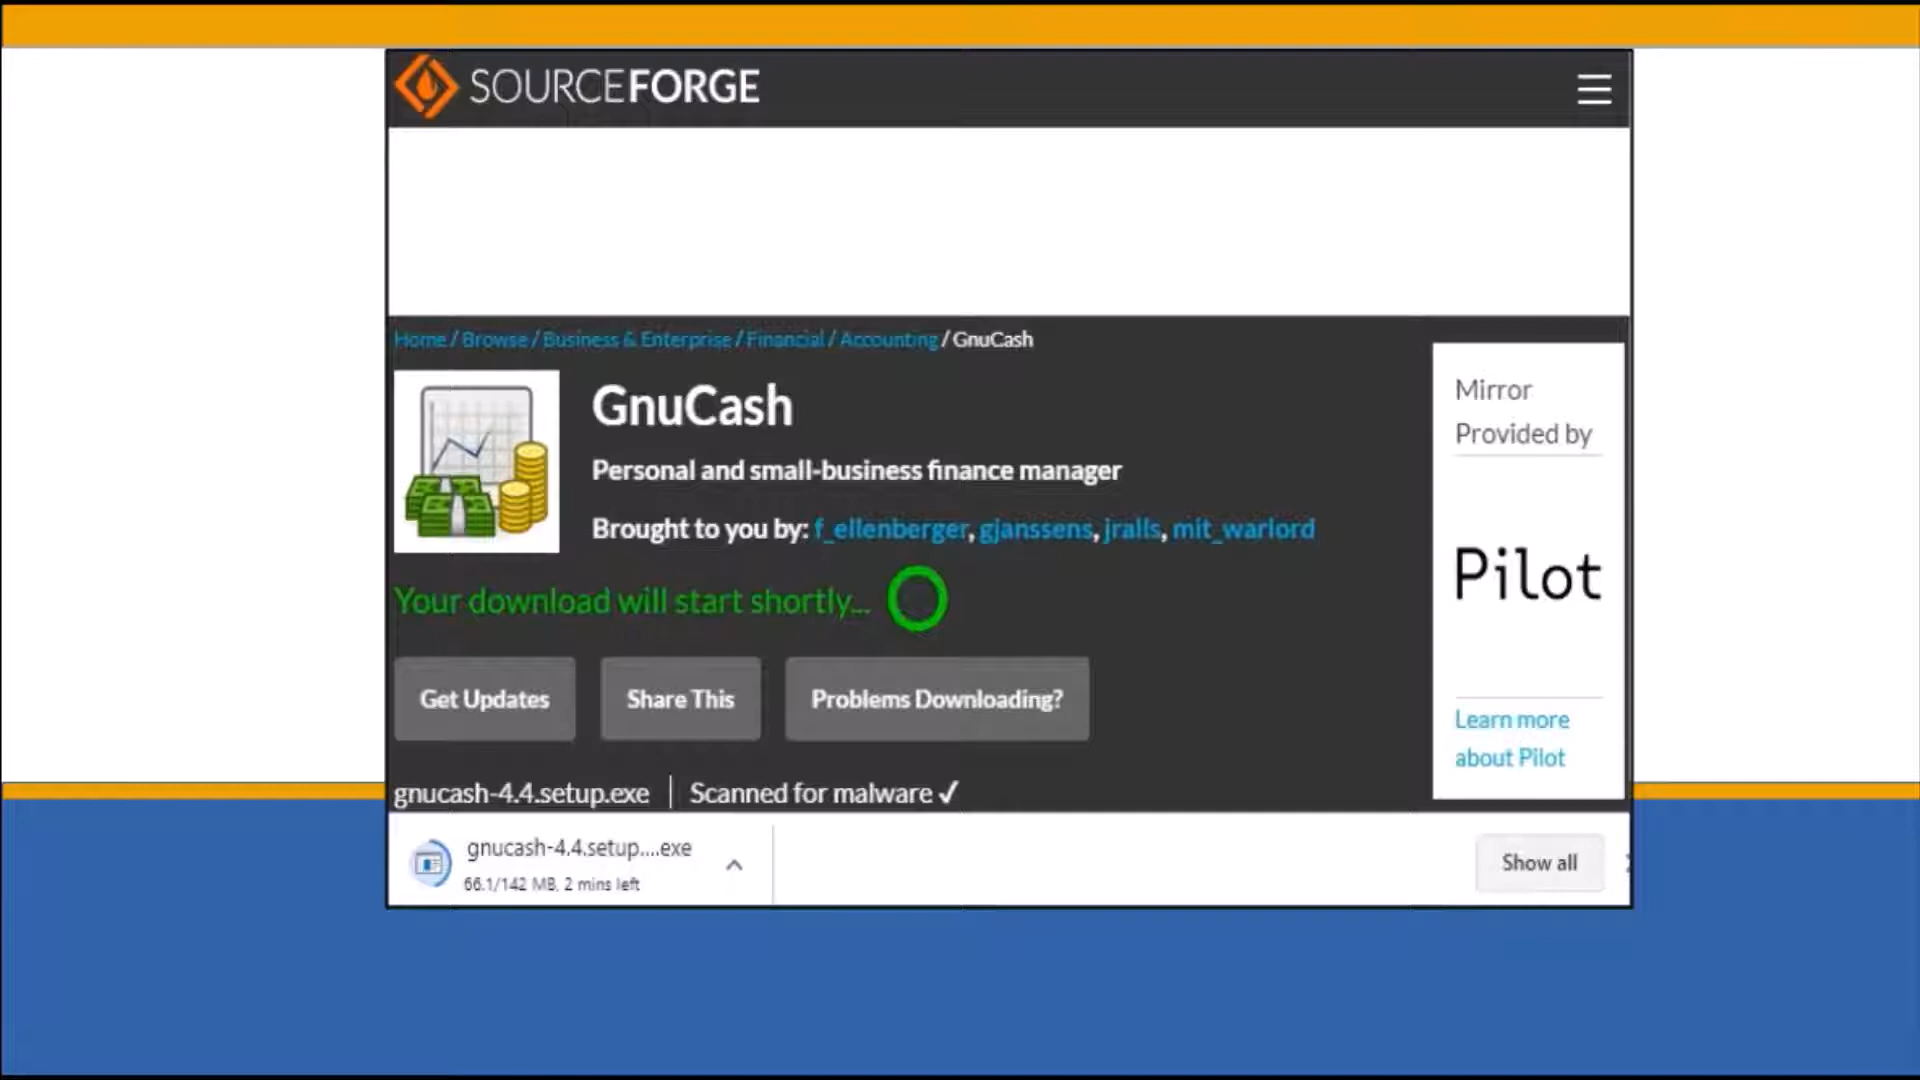 SOURCEFORGE
Home / Browse / Business & Enterprise / Financial / Accounting / GnuCash
GnuCash
Personal and small-business finance manager
Brought to you by: f_ellenberger, gjanssens, jralls, mit_warlord
Your download will start shortly...
Get Updates
Share This
Problems Downloading?
gnucash-4.4.setup.exe
Scanned for malware ✓
Mirror
Provided by
Pilot
Learn more
about Pilot
gnucash-4.4.setup....exe
66.1/142 MB, 2 mins left
Show all